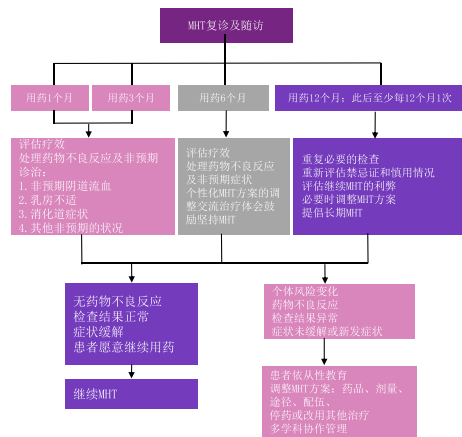 MHT复诊及随访
用药1个月
用药3个月
用药6个月
用药12个月；此后至少每12个月1次
评估疗效
处理药物不良反应及非预期
诊治：
1.非预期阴道流血
2.乳房不适
3.消化道症状
4.其他非预期的状况
评估疗效
处理药物不良反应
及非预期症状
个性化MHT方案的调
整交流治疗体会鼓
励坚持MHT
重复必要的检查
重新评估禁忌证和慎用情况
评估继续MHT的利弊
必要时调整MHT方案
提倡长期MHT
无药物不良反应
检查结果正常
症状缓解
患者愿意继续用药
个体风险变化
药物不良反应
检查结果异常
症状未缓解或新发症状
继续MHT
患者依从性教育
调整MHT方案：药品、剂量、
途径、配伍、
停药或改用其他治疗
多学科协作管理